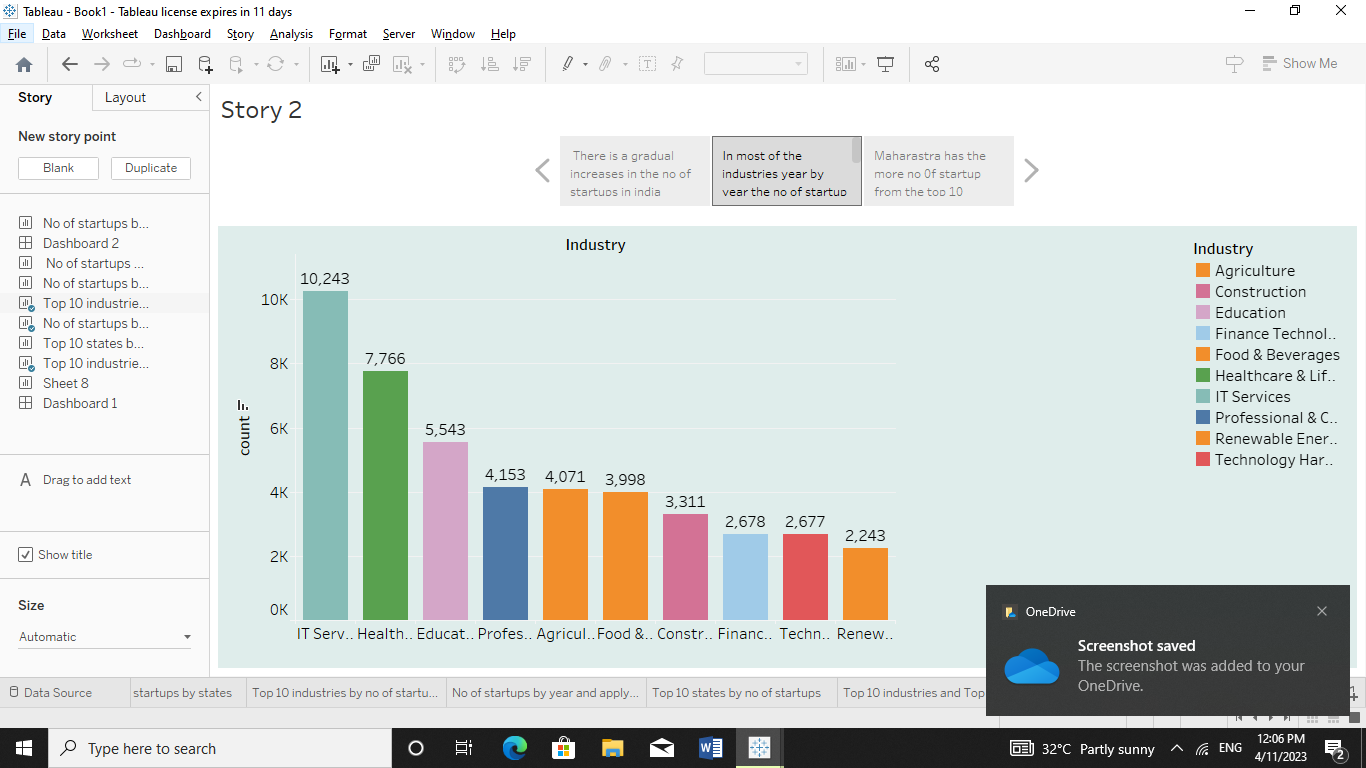 Tableau - Book1 - Tableau license expires in 11 days
File Data Worksheet Dashboard Story Analysis Format Server Window Help
Show Me
Story Layout
New story point
Blank Duplicate
No of startups b...
Dashboard 2
No of startups ...
No of startups b...
Top 10 industrie...
No of startups b...
Top 10 states b...
Top 10 industrie...
Sheet 8
Dashboard 1
A Drag to add text
Show title
Size
Automatic
Story 2
There is a gradual
increases in the no of
startups in india
In most of the
industries year by
year the no of startup
Maharastra has the
more no 0f startup
from the top 10
Industry
count
10K
8K
6K
4K
2K
0K
10,243
7,766
5,543
4,153
4,071
3,998
3,311
2,678
2,677
2,243
IT Serv.. Health.. Educat.. Profes.. Agricul.. Food &.. Constr.. Financ.. Techn.. Renew..
Industry
Agriculture
Construction
Education
Finance Technol..
Food & Beverages
Healthcare & Lif..
IT Services
Professional & C..
Renewable Ener..
Technology Har..
OneDrive
Screenshot saved
The screenshot was added to your
OneDrive.
Data Source startups by states Top 10 industries by no of startu... No of startups by year and apply... Top 10 states by no of startups Top 10 industries and Top
Type here to search
32°C Partly sunny
ENG
12:06 PM
4/11/2023
2